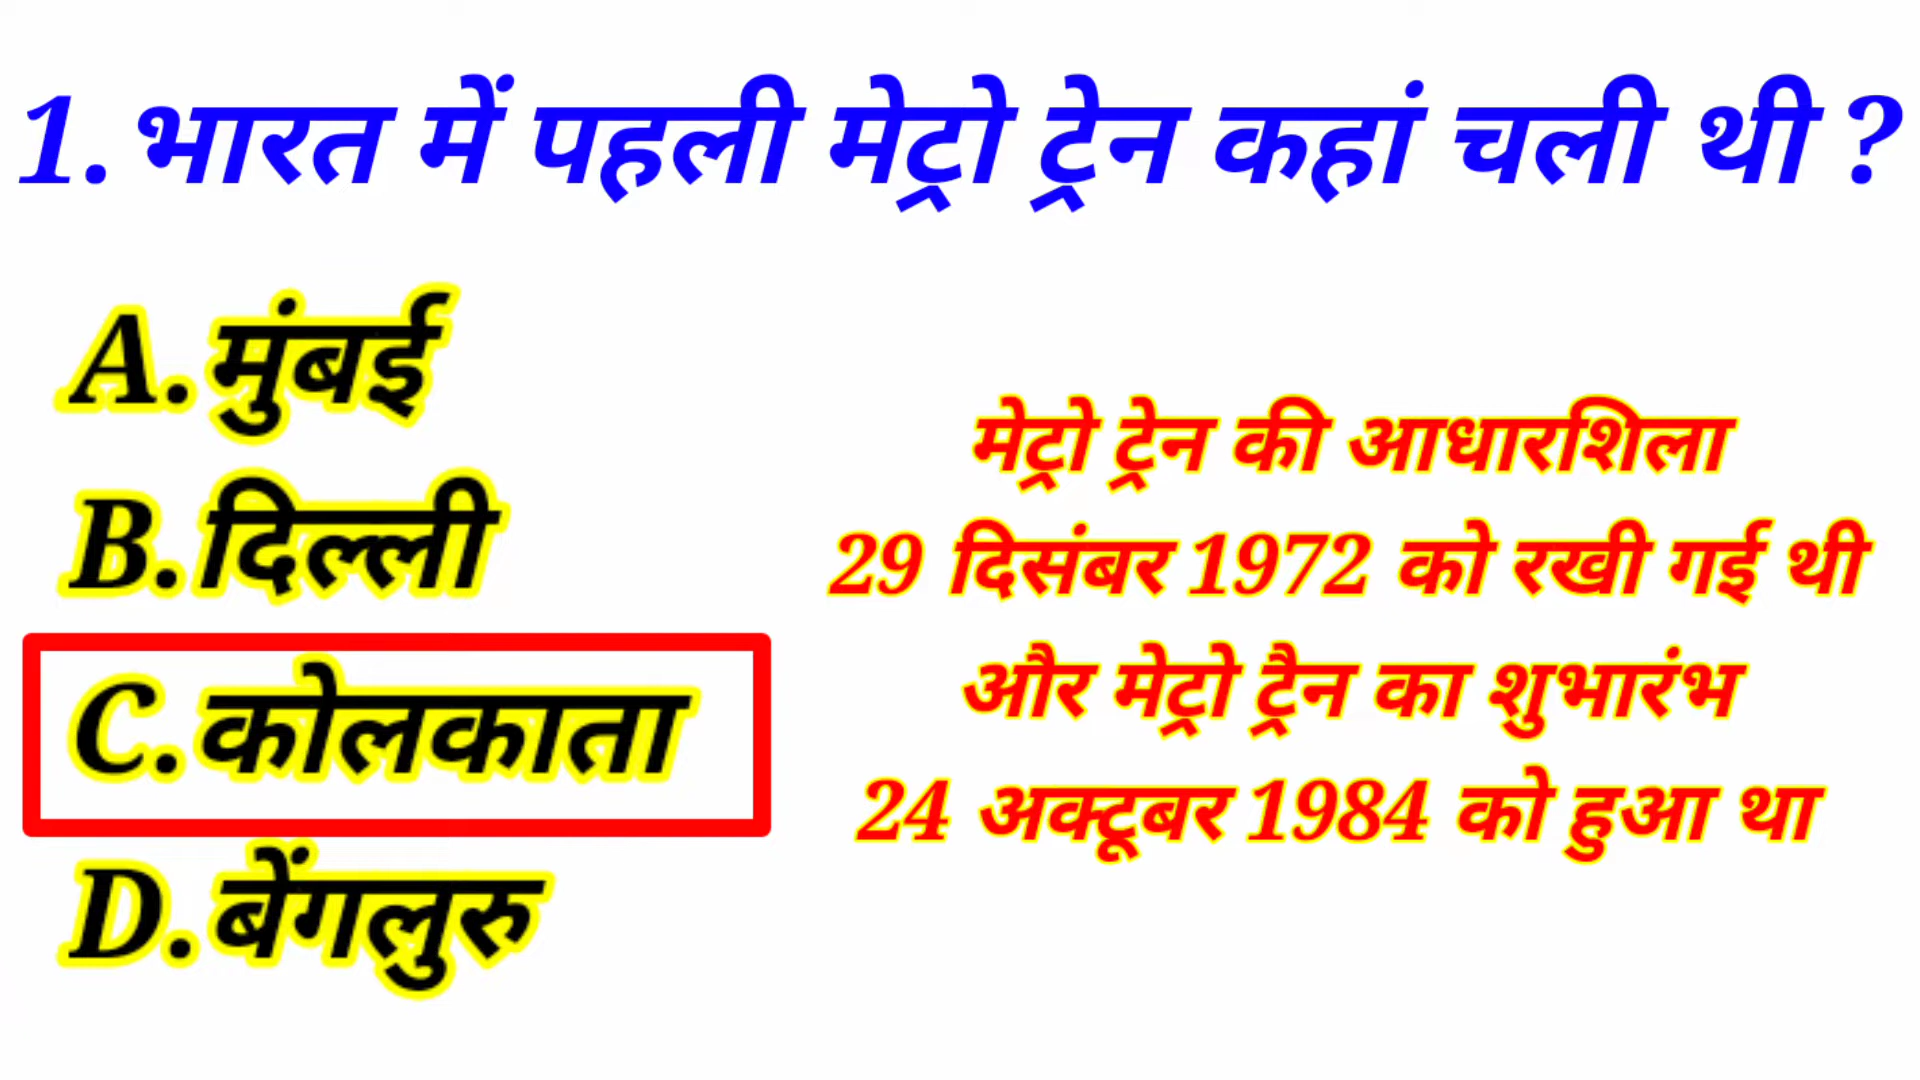 1. भारत में पहली मेट्रो ट्रेन कहां चली थी ?
A. मुंबई
B. दिल्ली
C. कोलकाता
D. बेंगलुरु
मेट्रो ट्रेन की आधारशिला
29 दिसंबर 1972 को रखी गई थी
और मेट्रो ट्रैन का शुभारंभ
24 अक्टूबर 1984 को हुआ था